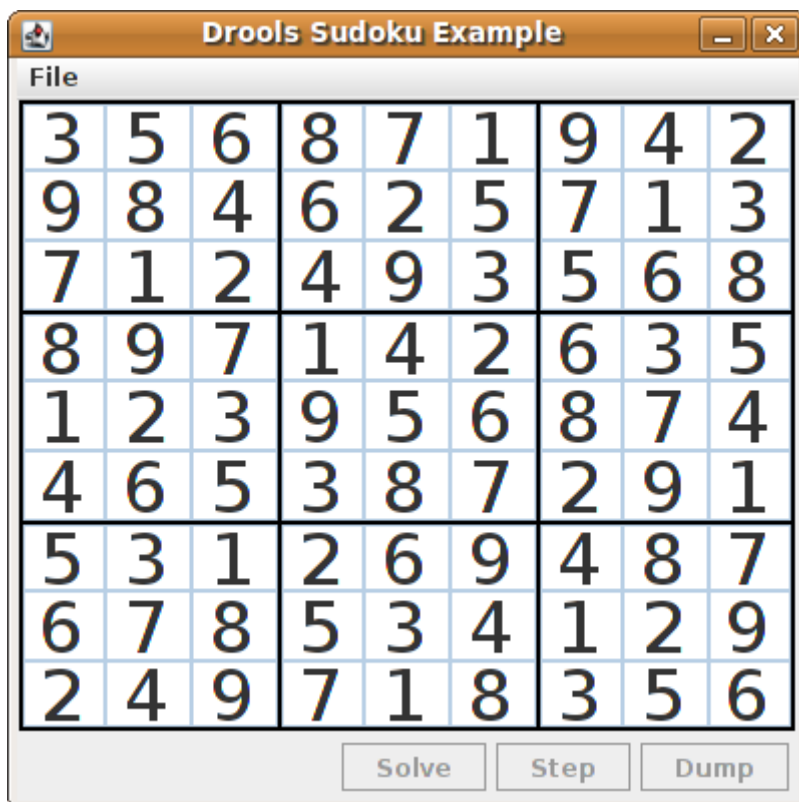 Drools Sudoku Example
File
3 5 6 8 7 1 9 4 2
9 8 4 6 2 5 7 1 3
7 1 2 4 9 3 5 6 8
8 9 7 1 4 2 6 3 5
1 2 3 9 5 6 8 7 4
4 6 5 3 8 7 2 9 1
5 3 1 2 6 9 4 8 7
6 7 8 5 3 4 1 2 9
2 4 9 7 1 8 3 5 6
Solve Step Dump